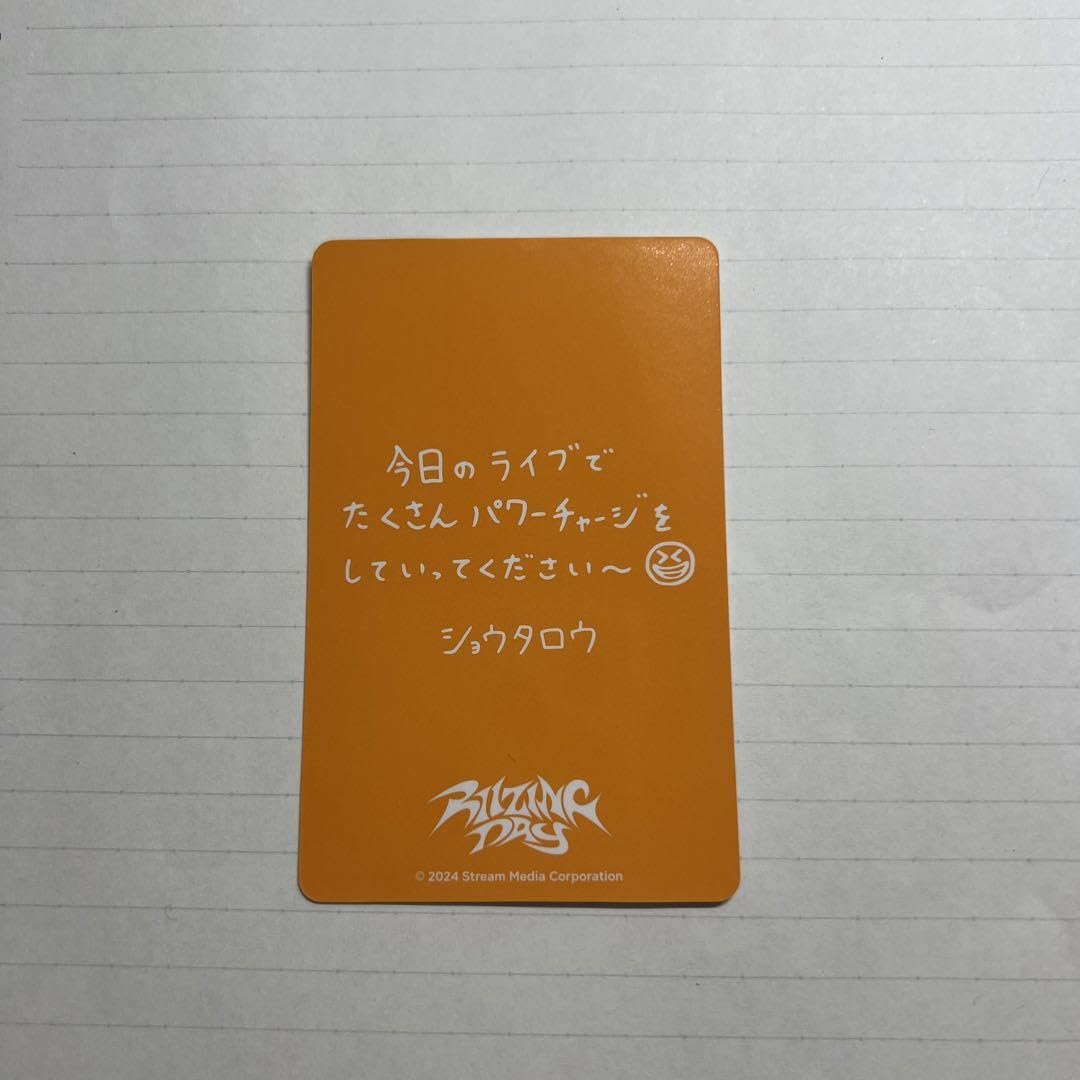 今日のライブで
たくさんパワーチャージを
していってください〜😆
ショウタロウ
RIIZING
DAY
© 2024 Stream Media Corporation